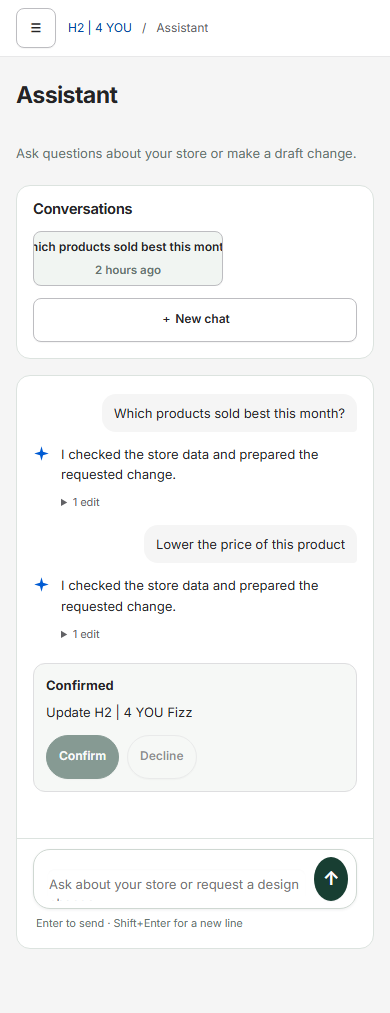 H2 | 4 YOU / Assistant
Assistant
Ask questions about your store or make a draft change.
Conversations
hich products sold best this mont
2 hours ago
+ New chat
Which products sold best this month?
I checked the store data and prepared the
requested change.
1 edit
Lower the price of this product
I checked the store data and prepared the
requested change.
1 edit
Confirmed
Update H2 | 4 YOU Fizz
Confirm Decline
Ask about your store or request a design
Enter to send · Shift+Enter for a new line